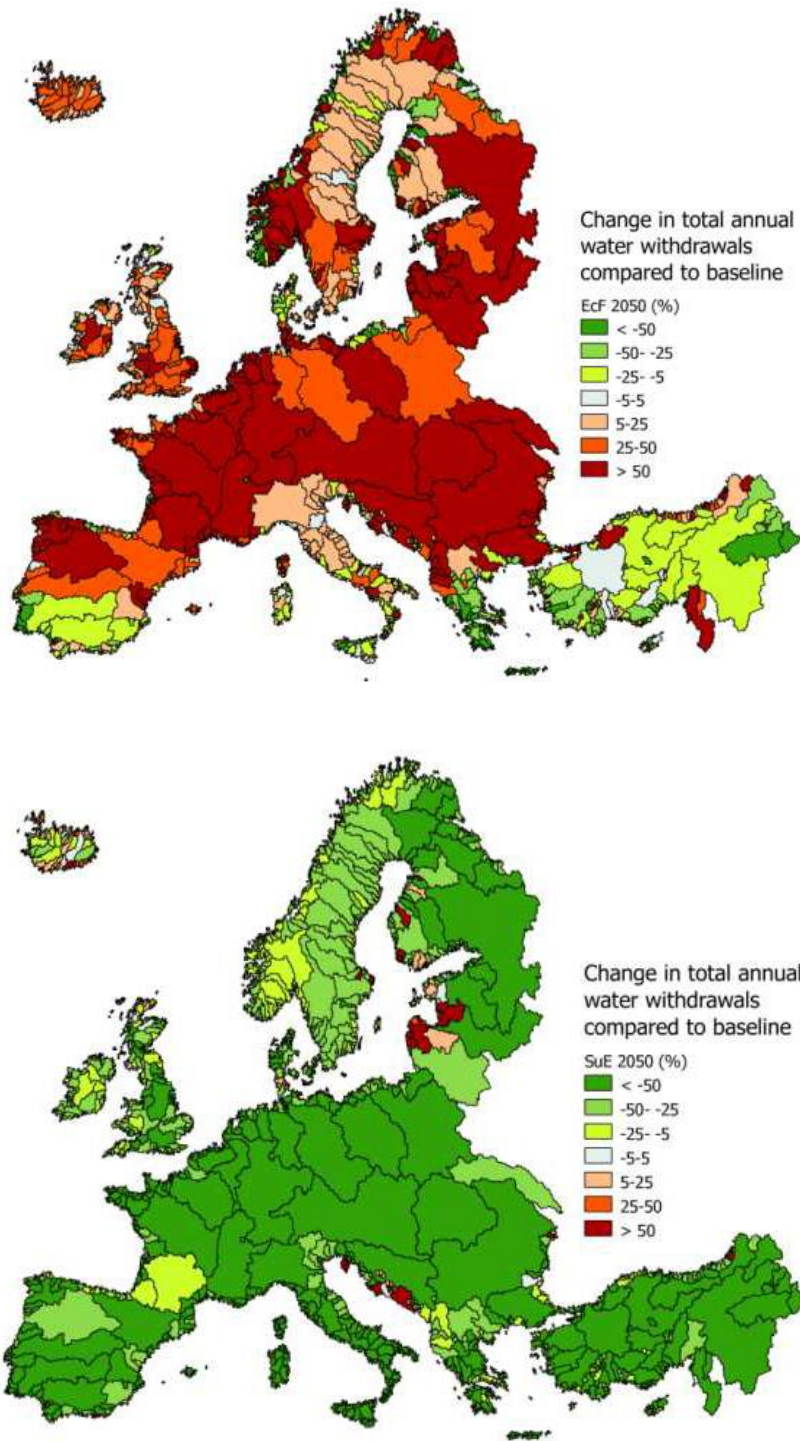 Change in total annual
water withdrawals
compared to baseline
EcF 2050 (%)
< -50
-50- -25
-25- -5
-5-5
5-25
25-50
> 50
Change in total annual
water withdrawals
compared to baseline
SuE 2050 (%)
< -50
-50- -25
-25- -5
-5-5
5-25
25-50
> 50